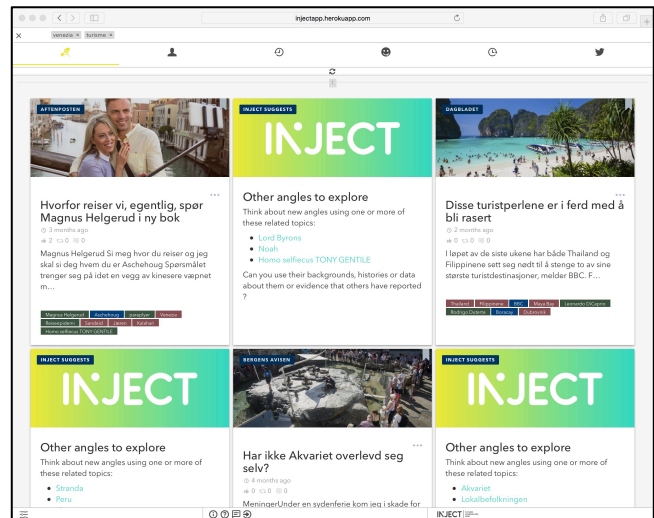 injectapp.herokuapp.com
venezia × turisme ×
AFTENPOSTEN
Hvorfor reiser vi, egentlig, spør
Magnus Helgerud i ny bok
3 months ago
2 0 0
Magnus Helgerud Si meg hvor du reiser og jeg
skal si deg hvem du er Aschehoug Spørsmålet
trenger seg på idet en vegg av kinesere væpnet
m...
Magnus Helgerud Aschehoug paraplyer Venezia
Reiseepidemi Sandeid Jæren Kalahari
Homo selfiecus TONY GENTILE
INJECT SUGGESTS
INJECT
Other angles to explore
Think about new angles using one or more of
these related topics:
• Lord Byrons
• Noah
• Homo selfiecus TONY GENTILE
Can you use their backgrounds, histories or data
about them or evidence that others have reported
?
DAGBLADET
Disse turistperlene er i ferd med å
bli rasert
2 months ago
0 0 0
I løpet av de siste ukene har både Thailand og
Filippinene sett seg nødt til å stenge to av sine
største turistdestinasjoner, melder BBC. F...
Thailand Filippinene BBC Maya Bay Leonardo DiCaprio
Rodrigo Duterte Boracay Dubrovnik
INJECT SUGGESTS
INJECT
Other angles to explore
Think about new angles using one or more of
these related topics:
• Stranda
• Peru
BERGENS AVISEN
Har ikke Akvariet overlevd seg
selv?
4 months ago
0 0 0
MeningerUnder en sydenferie kom jeg i skade for
INJECT SUGGESTS
INJECT
Other angles to explore
Think about new angles using one or more of
these related topics:
• Akvariet
• Lokalbefolkningen
INJECT